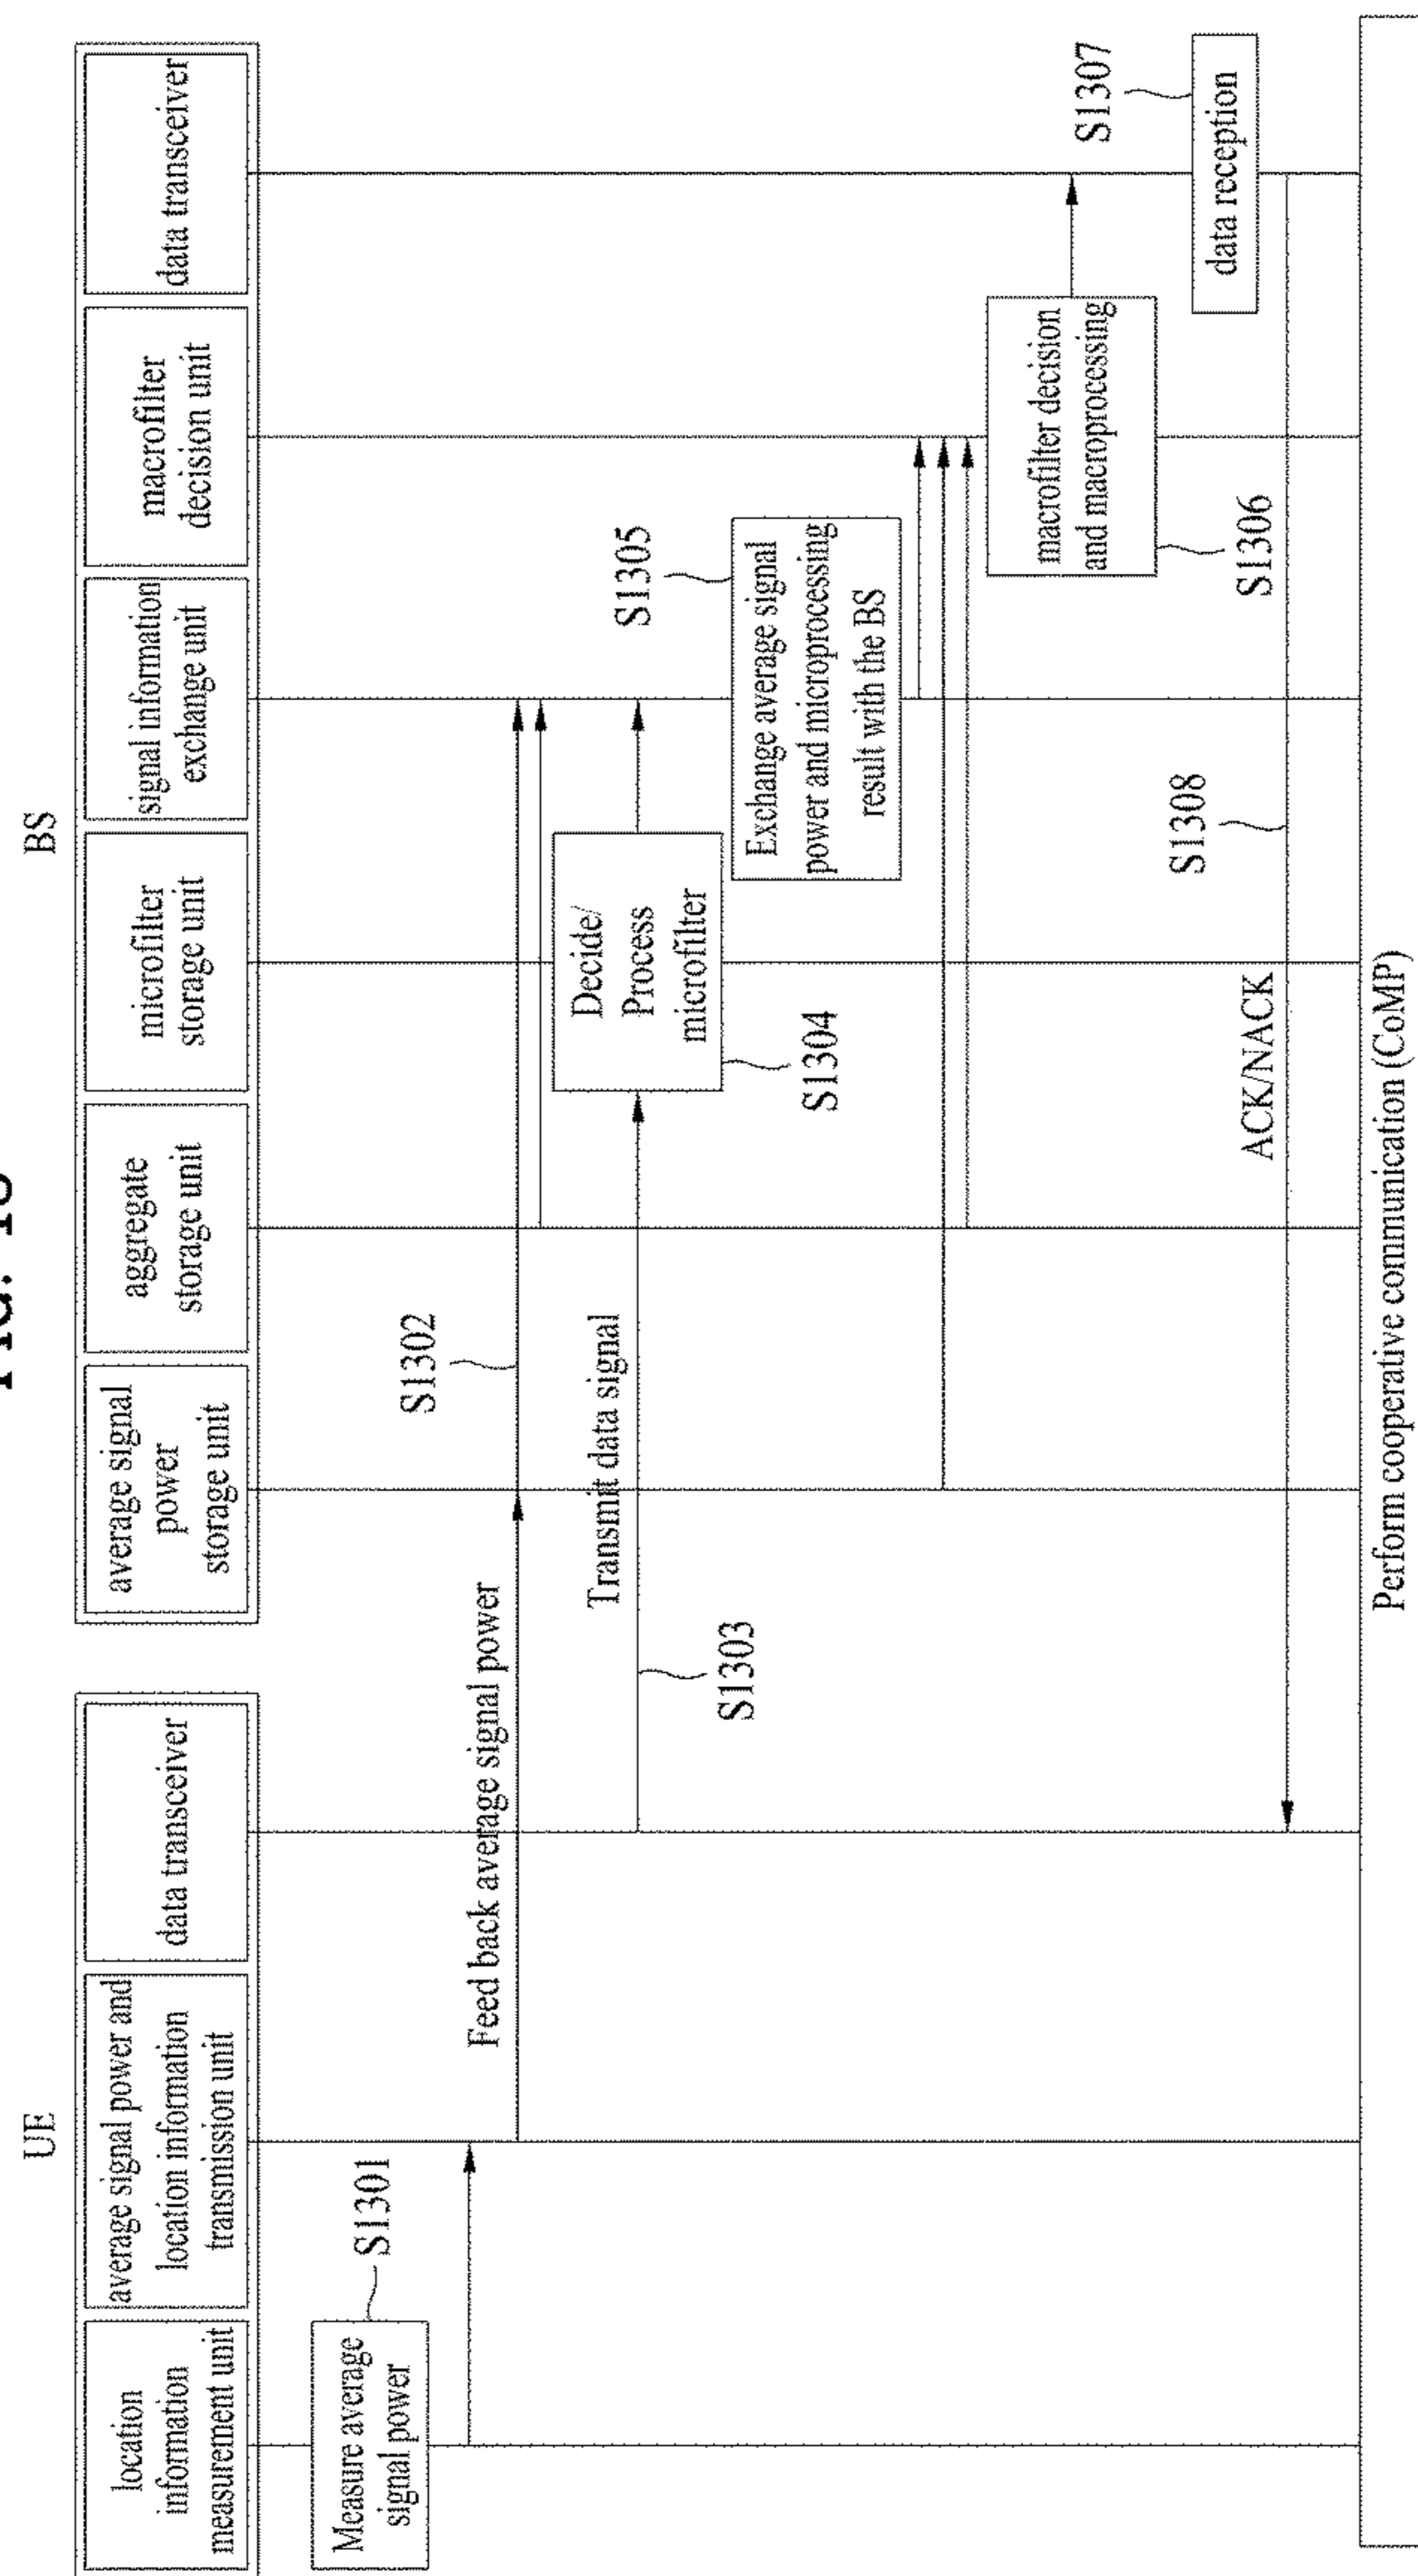 UE
BS
location
information
measurement unit
average signal power and
location information
transmission unit
data transceiver
average signal
power
storage unit
aggregate
storage unit
microfilter
storage unit
signal information
exchange unit
macrofilter
decision unit
data transceiver
Measure average
signal power
S1301
Feed back average signal power
S1302
Transmit data signal
S1303
Decide/
Process
microfilter
S1304
S1305
Exchange average signal
power and microprocessing
result with the BS
macrofilter decision
and macroprocessing
S1306
S1307
data reception
ACK/NACK
S1308
Perform cooperative communication (CoMP)